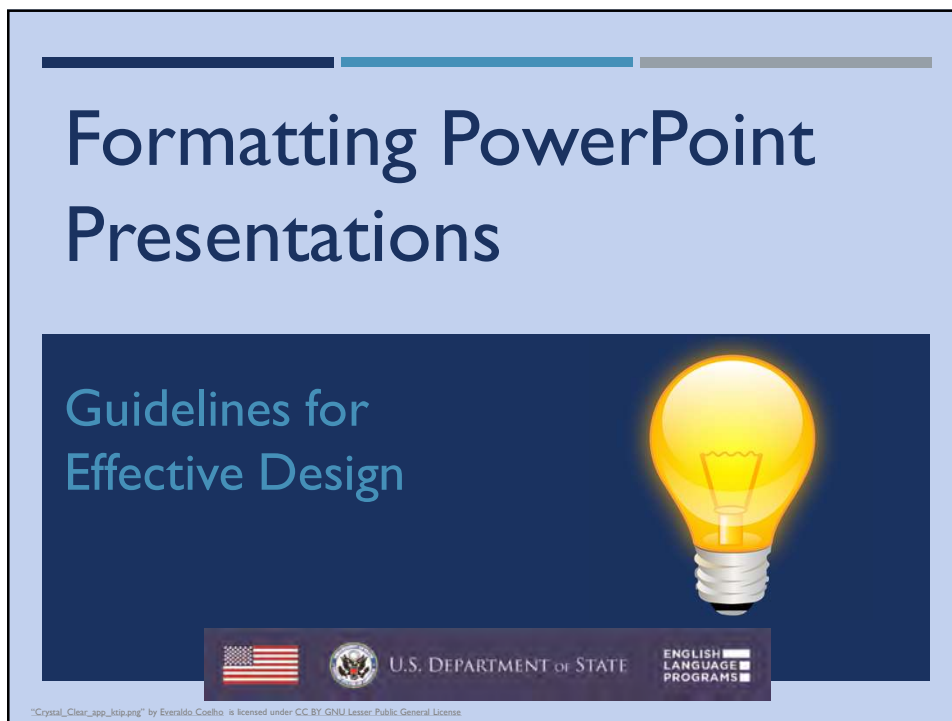 Formatting PowerPoint
Presentations
Guidelines for
Effective Design
U.S. DEPARTMENT OF STATE
ENGLISH
LANGUAGE
PROGRAMS
"Crystal_Clear_app_ktip.png" by Everaldo Coelho is licensed under CC BY GNU Lesser Public General License